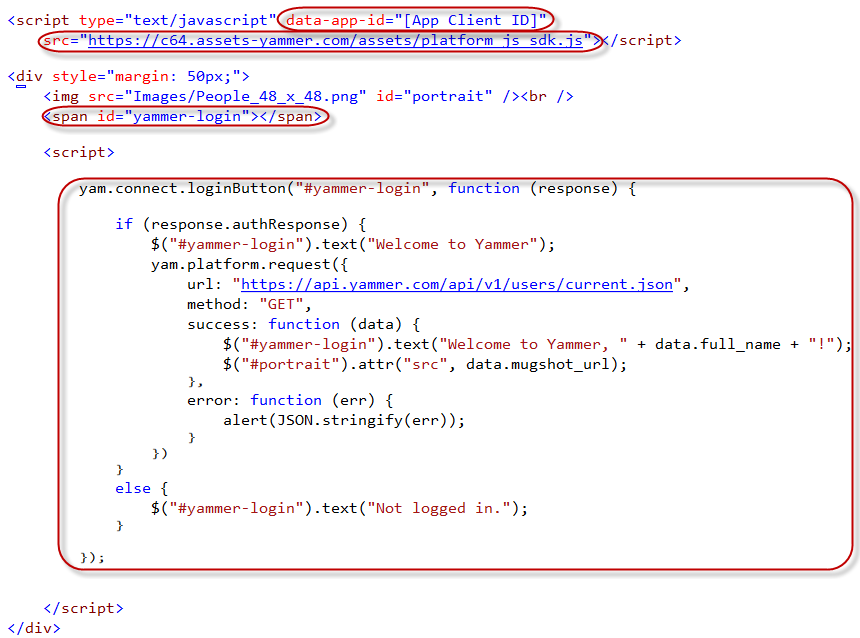 <script type="text/javascript" data-app-id="[App Client ID]"
src="https://c64.assets-yammer.com/assets/platform_js_sdk.js"></script>
<div style="margin: 50px;">
<img src="Images/People_48_x_48.png" id="portrait" /><br />
<span id="yammer-login"></span>
<script>
yam.connect.loginButton("#yammer-login", function (response) {
if (response.authResponse) {
$("#yammer-login").text("Welcome to Yammer");
yam.platform.request({
url: "https://api.yammer.com/api/v1/users/current.json",
method: "GET",
success: function (data) {
$("#yammer-login").text("Welcome to Yammer, " + data.full_name + "!");
$("#portrait").attr("src", data.mugshot_url);
},
error: function (err) {
alert(JSON.stringify(err));
}
})
}
else {
$("#yammer-login").text("Not logged in.");
}
});
</script>
</div>